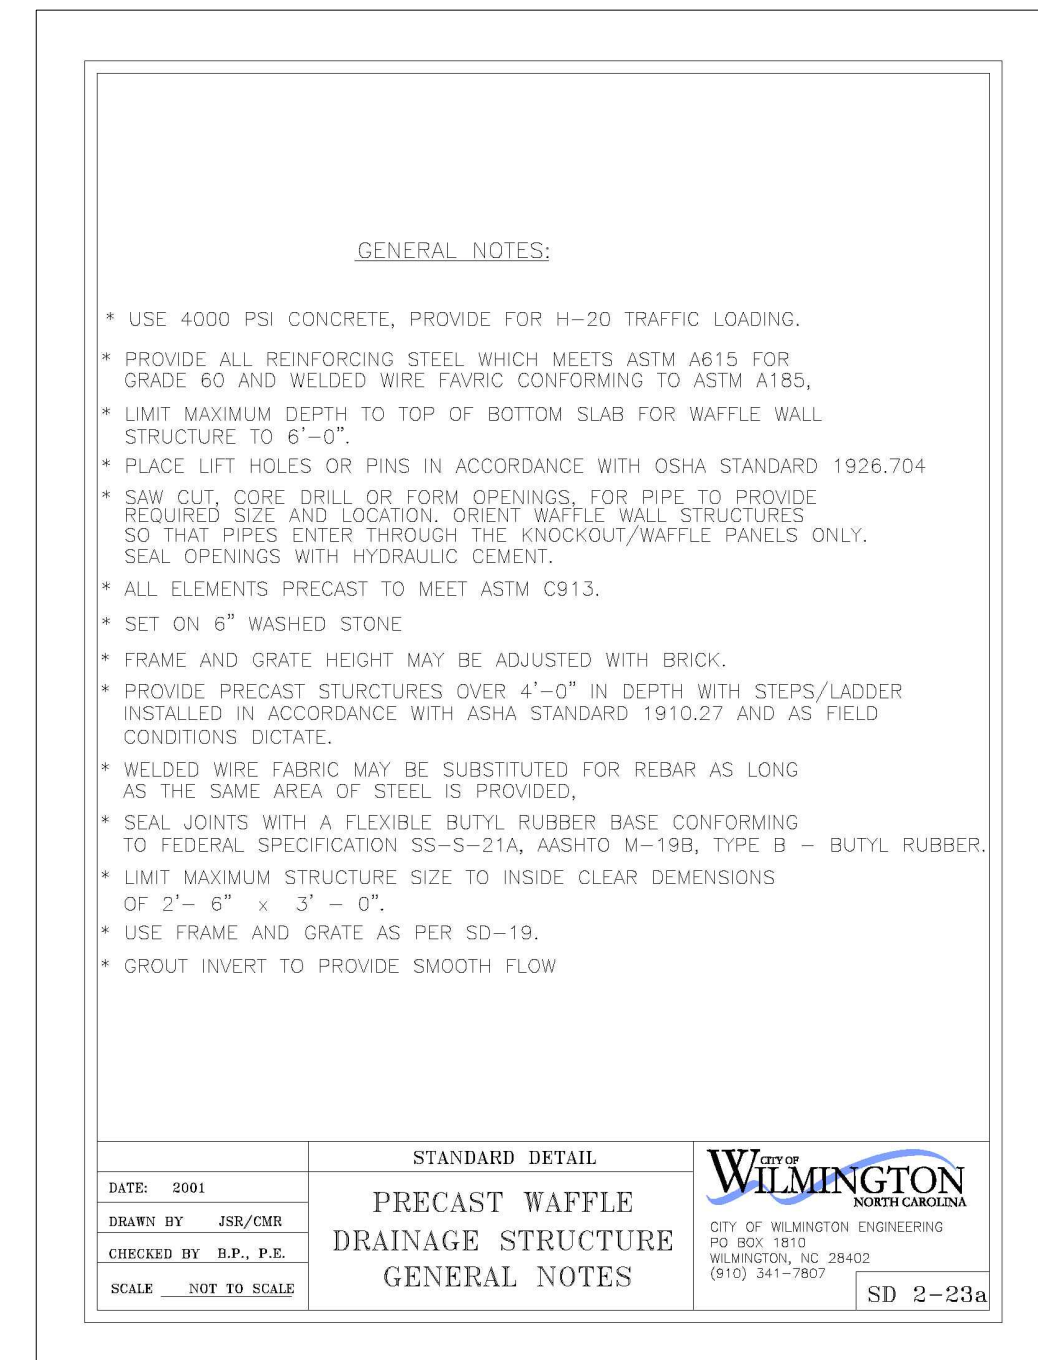 GENERAL NOTES:
* USE 4000 PSI CONCRETE, PROVIDE FOR H-20 TRAFFIC LOADING.
* PROVIDE ALL REINFORCING STEEL WHICH MEETS ASTM A615 FOR
GRADE 60 AND WELDED WIRE FAVRIC CONFORMING TO ASTM A185,
* LIMIT MAXIMUM DEPTH TO TOP OF BOTTOM SLAB FOR WAFFLE WALL
STRUCTURE TO 6'-0".
* PLACE LIFT HOLES OR PINS IN ACCORDANCE WITH OSHA STANDARD 1926.704
* SAW CUT, CORE DRILL OR FORM OPENINGS, FOR PIPE TO PROVIDE
REQUIRED SIZE AND LOCATION. ORIENT WAFFLE WALL STRUCTURES
SO THAT PIPES ENTER THROUGH THE KNOCKOUT/WAFFLE PANELS ONLY.
SEAL OPENINGS WITH HYDRAULIC CEMENT.
* ALL ELEMENTS PRECAST TO MEET ASTM C913.
* SET ON 6" WASHED STONE
* FRAME AND GRATE HEIGHT MAY BE ADJUSTED WITH BRICK.
* PROVIDE PRECAST STURCTURES OVER 4'-0" IN DEPTH WITH STEPS/LADDER
INSTALLED IN ACCORDANCE WITH ASHA STANDARD 1910.27 AND AS FIELD
CONDITIONS DICTATE.
* WELDED WIRE FABRIC MAY BE SUBSTITUTED FOR REBAR AS LONG
AS THE SAME AREA OF STEEL IS PROVIDED,
* SEAL JOINTS WITH A FLEXIBLE BUTYL RUBBER BASE CONFORMING
TO FEDERAL SPECIFICATION SS-S-21A, AASHTO M-19B, TYPE B - BUTYL RUBBER.
* LIMIT MAXIMUM STRUCTURE SIZE TO INSIDE CLEAR DEMENSIONS
OF 2'- 6" x 3' - 0".
* USE FRAME AND GRATE AS PER SD-19.
* GROUT INVERT TO PROVIDE SMOOTH FLOW
DATE: 2001
DRAWN BY JSR/CMR
CHECKED BY B.P., P.E.
SCALE NOT TO SCALE
STANDARD DETAIL
PRECAST WAFFLE
DRAINAGE STRUCTURE
GENERAL NOTES
CITY OF
WILMINGTON
NORTH CAROLINA
CITY OF WILMINGTON ENGINEERING
PO BOX 1810
WILMINGTON, NC 28402
(910) 341-7807
SD 2-23a